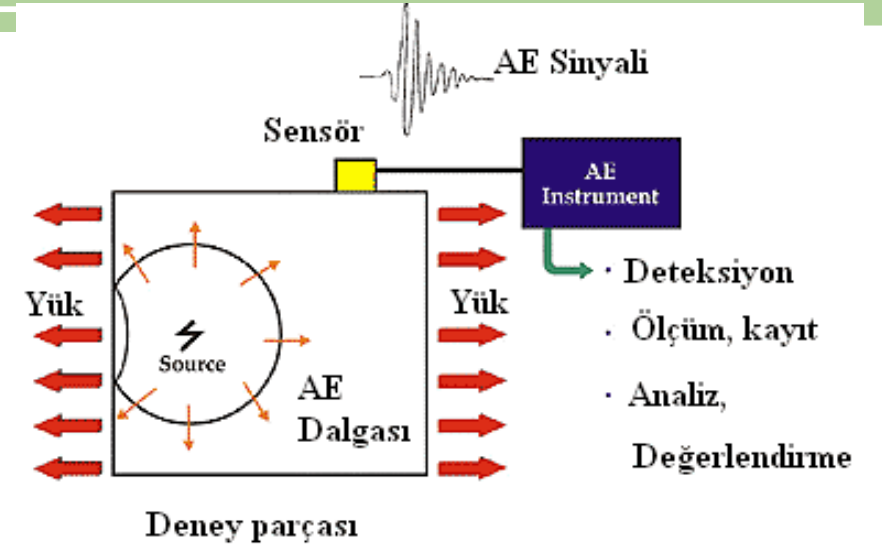 AE Sinyali
Sensör
AE
Instrument
· Deteksiyon
Yük
Yük
· Ölçüm, kayıt
Source
AE
Dalgası
· Analiz,
Değerlendirme
Deney parçası